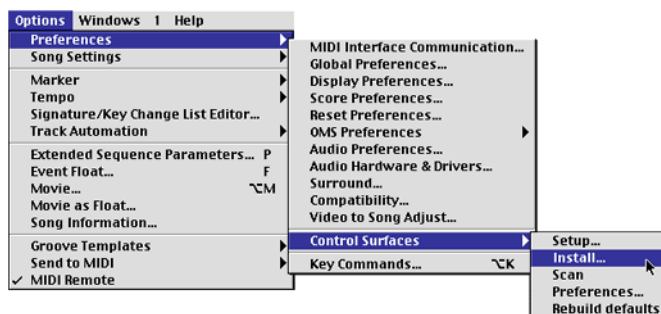 Options Windows 1 Help
Preferences
Song Settings
Marker
Tempo
Signature/Key Change List Editor...
Track Automation
Extended Sequence Parameters... P
Event Float... F
Movie... ⌥M
Movie as Float...
Song Information...
Groove Templates
Send to MIDI
✓ MIDI Remote
MIDI Interface Communication...
Global Preferences...
Display Preferences...
Score Preferences...
Reset Preferences...
OMS Preferences
Audio Preferences...
Audio Hardware & Drivers...
Surround...
Compatibility...
Video to Song Adjust...
Control Surfaces
Key Commands... ⌥K
Setup...
Install...
Scan
Preferences...
Rebuild defaults